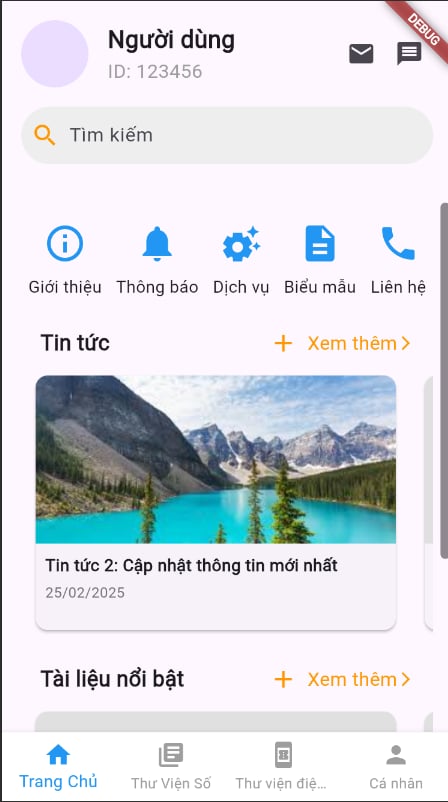 DEBUG
Người dùng
ID: 123456
Tìm kiếm
Giới thiệu Thông báo Dịch vụ Biểu mẫu Liên hệ
Tin tức + Xem thêm
Tin tức 2: Cập nhật thông tin mới nhất
25/02/2025
Tài liệu nổi bật + Xem thêm
Trang Chủ Thư Viện Số Thư viện điệ... Cá nhân